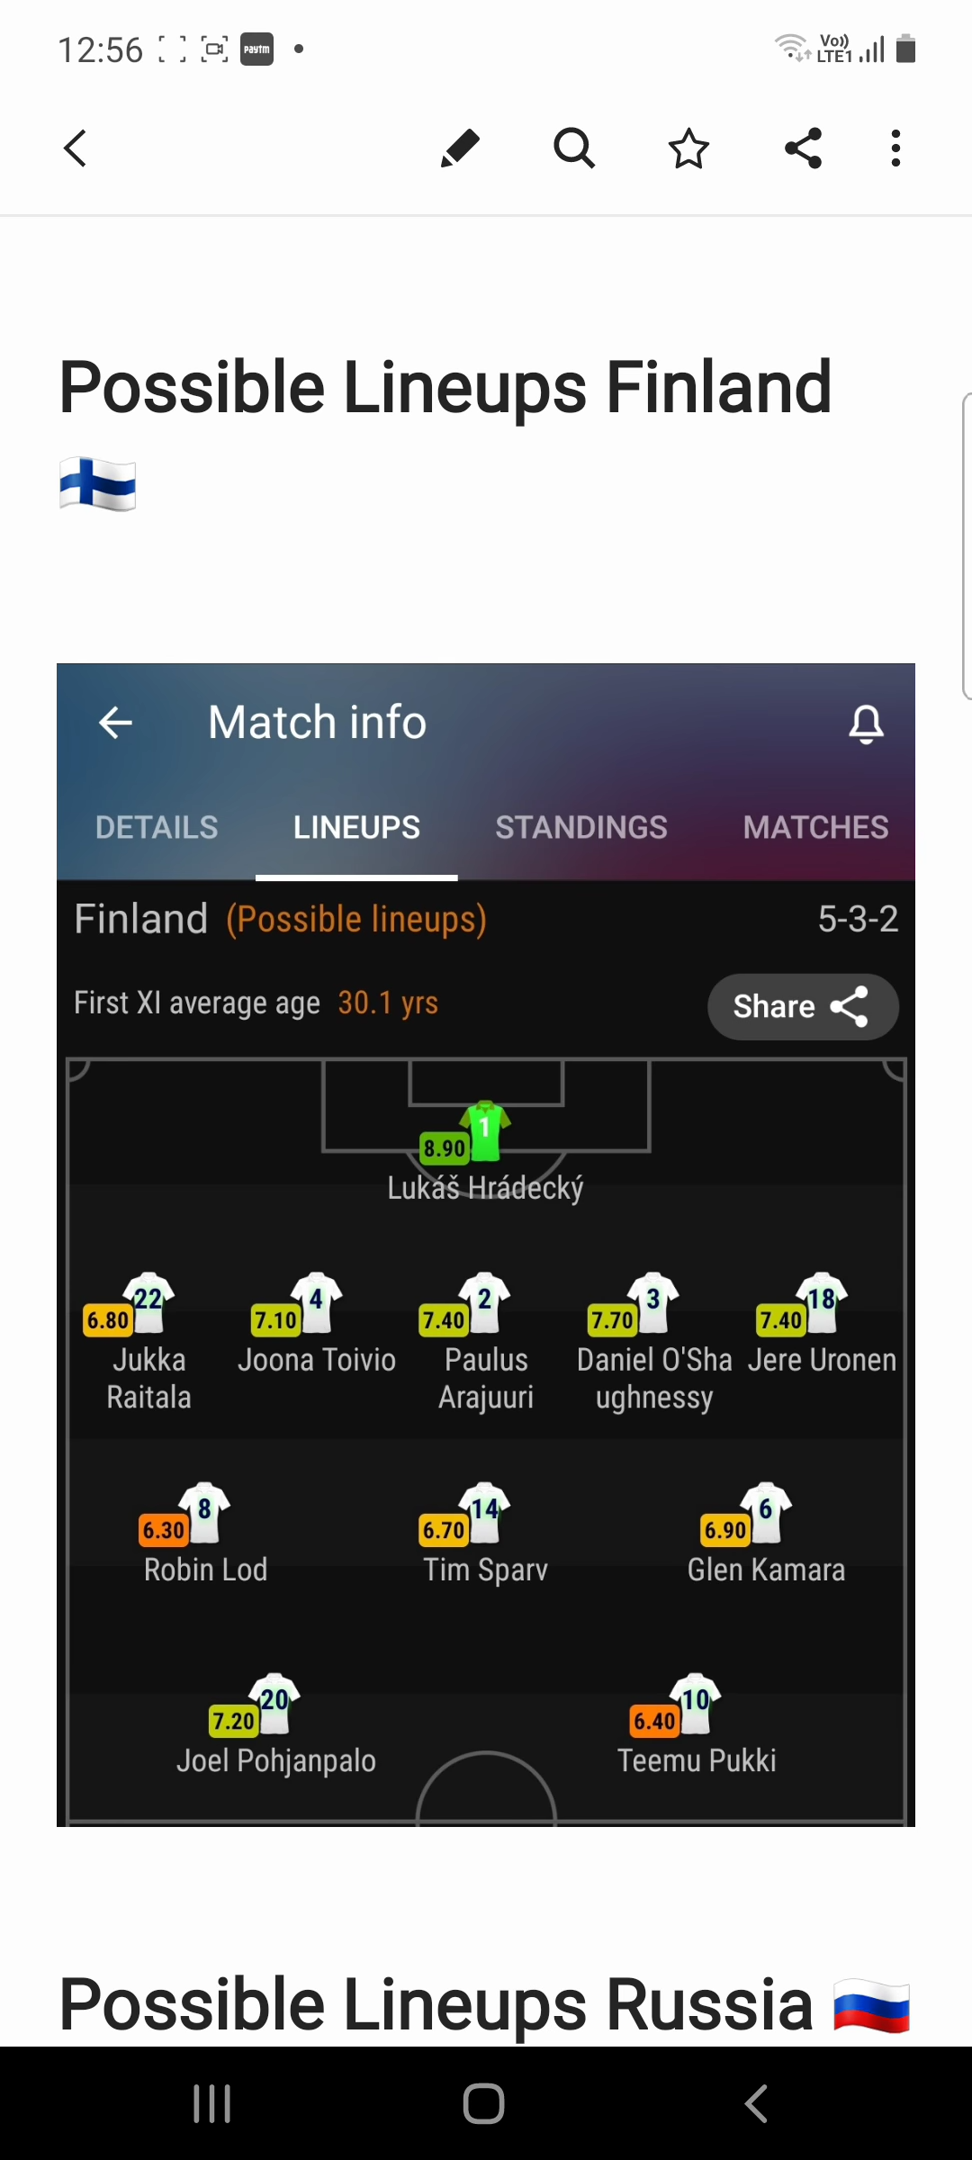 12:56 paytm Vo)) LTE1
Possible Lineups Finland
Match info
DETAILS LINEUPS STANDINGS MATCHES
Finland (Possible lineups) 5-3-2
First XI average age 30.1 yrs Share
1
8.90
Lukáš Hrádecký
22 4 2 3 18
6.80 7.10 7.40 7.70 7.40
Jukka Joona Toivio Paulus Daniel O'Sha Jere Uronen
Raitala Arajuuri ughnessy
8 14 6
6.30 6.70 6.90
Robin Lod Tim Sparv Glen Kamara
20 10
7.20 6.40
Joel Pohjanpalo Teemu Pukki
Possible Lineups Russia